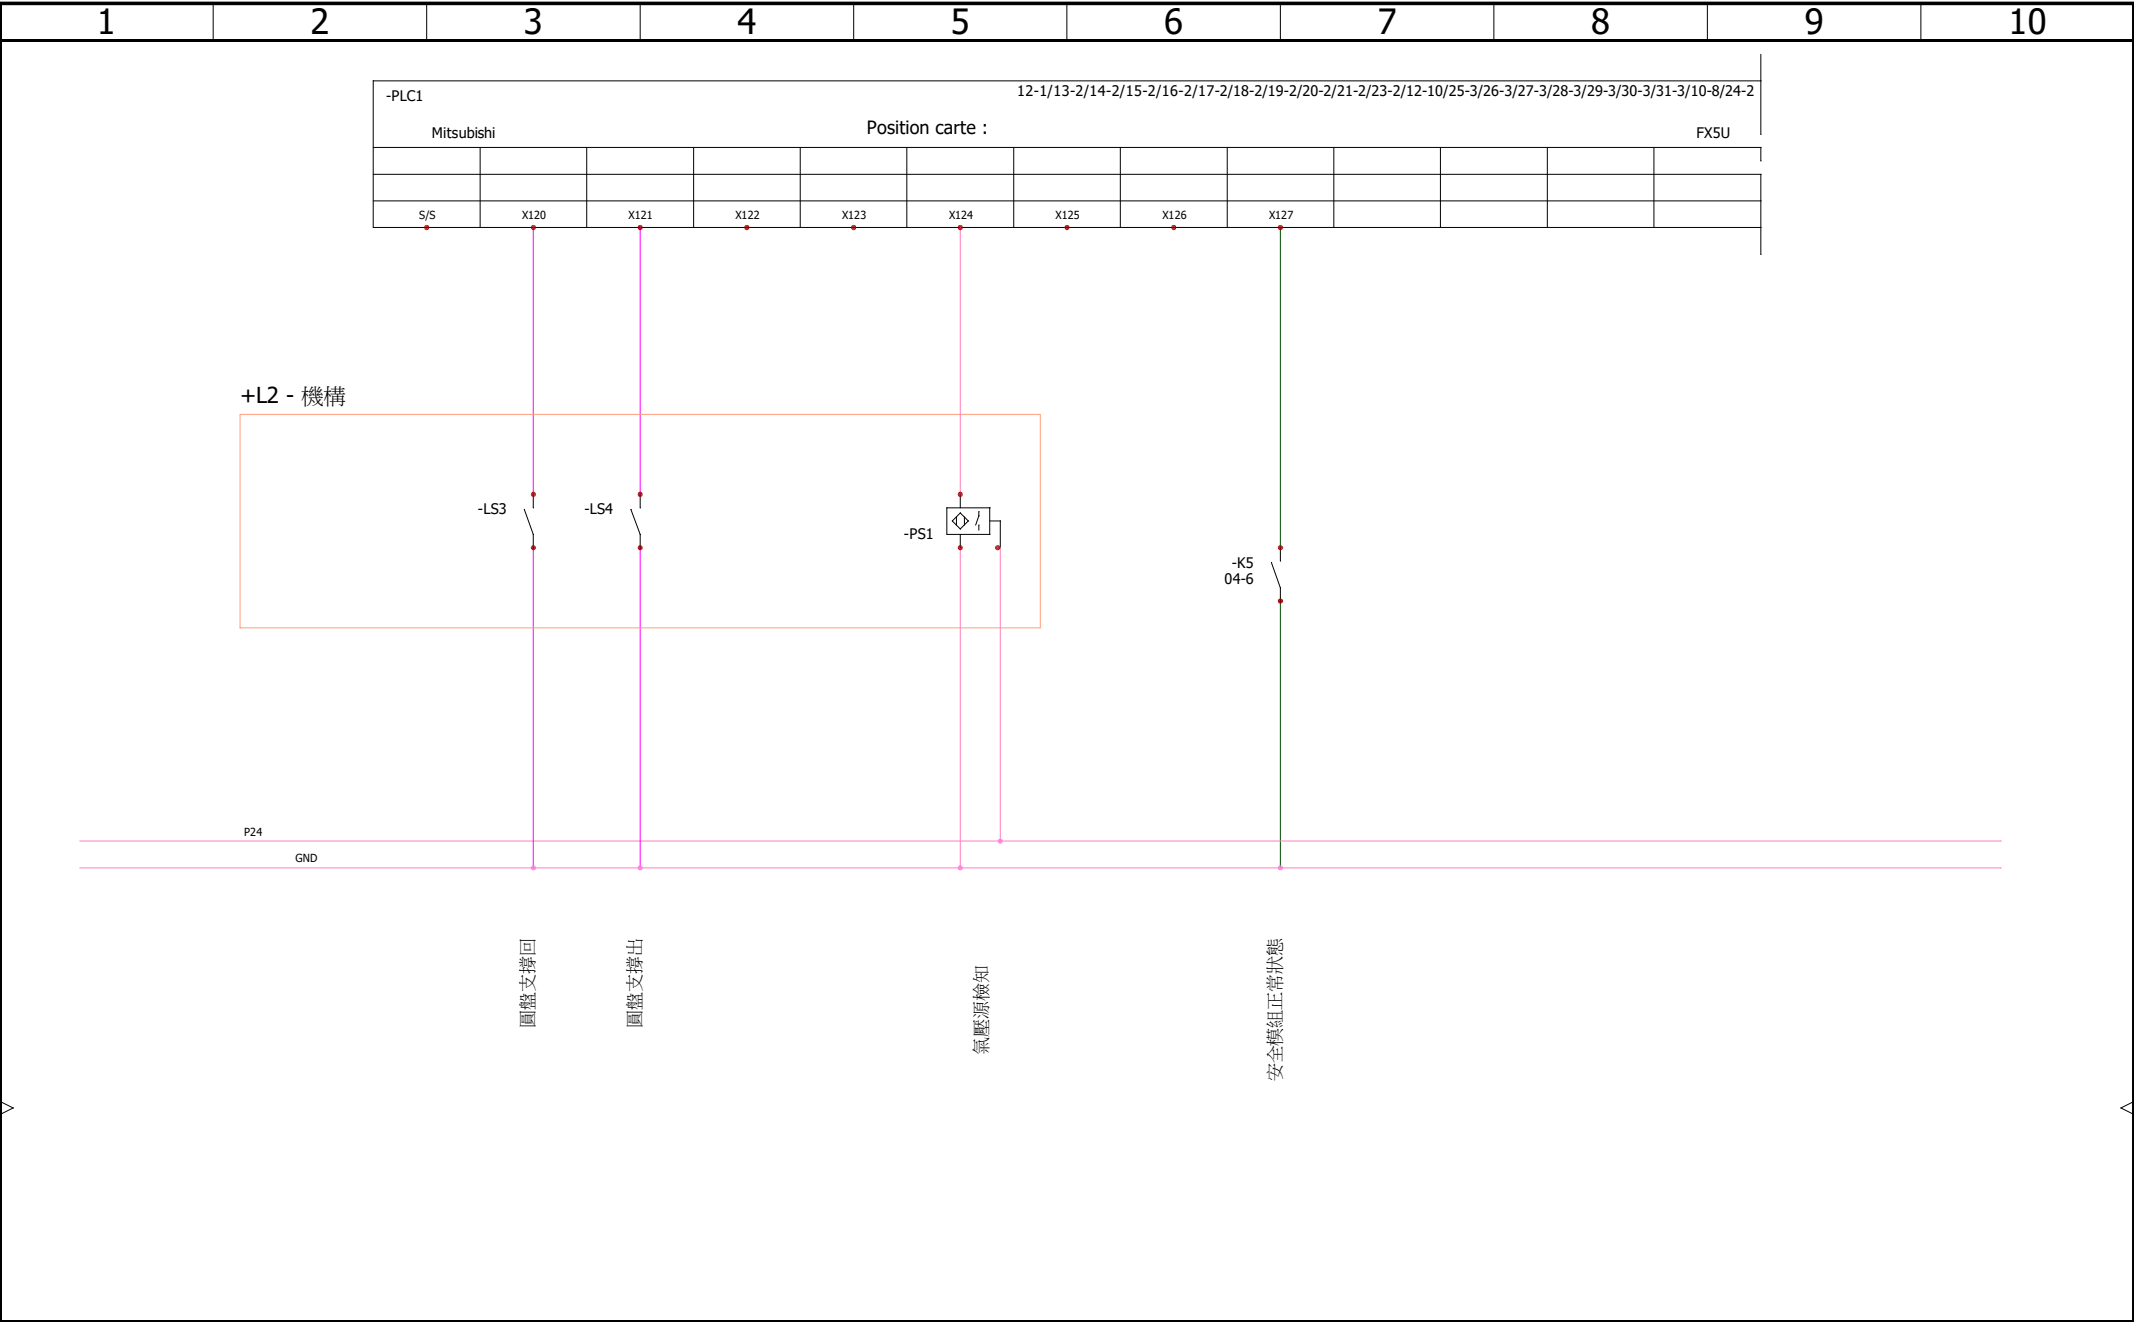 1 2 3 4 5 6 7 8 9 10
-PLC1 12-1/13-2/14-2/15-2/16-2/17-2/18-2/19-2/20-2/21-2/23-2/12-10/25-3/26-3/27-3/28-3/29-3/30-3/31-3/10-8/24-2
Mitsubishi Position carte : FX5U
S/S X120 X121 X122 X123 X124 X125 X126 X127
+L2 - 機構
-LS3 -LS4
-PS1
-K5
04-6
P24
GND
圓盤支撐回
圓盤支撐出
氣壓源檢知
安全模組正常狀態